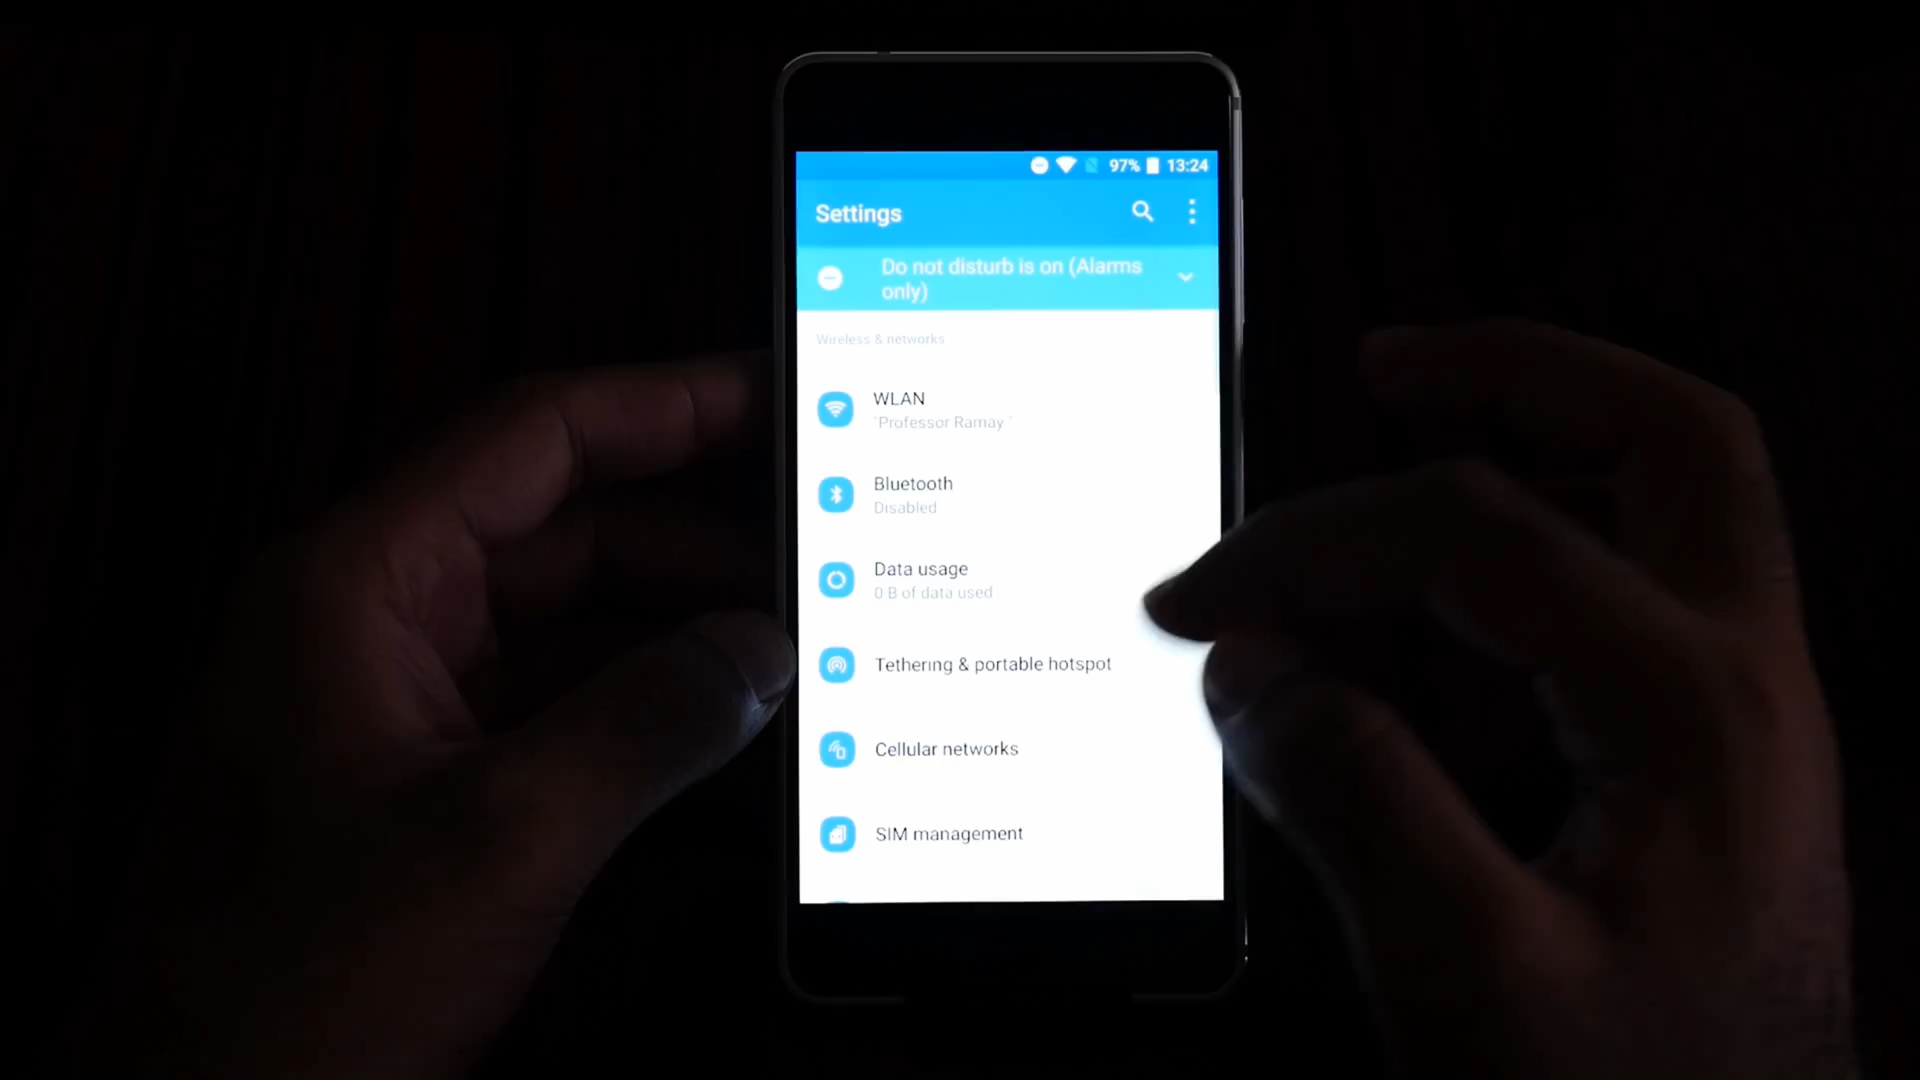 97% 13:24
Settings
Do not disturb is on (Alarms
only)
Wireless & networks
WLAN
"Professor Ramay "
Bluetooth
Disabled
Data usage
0 B of data used
Tethering & portable hotspot
Cellular networks
SIM management